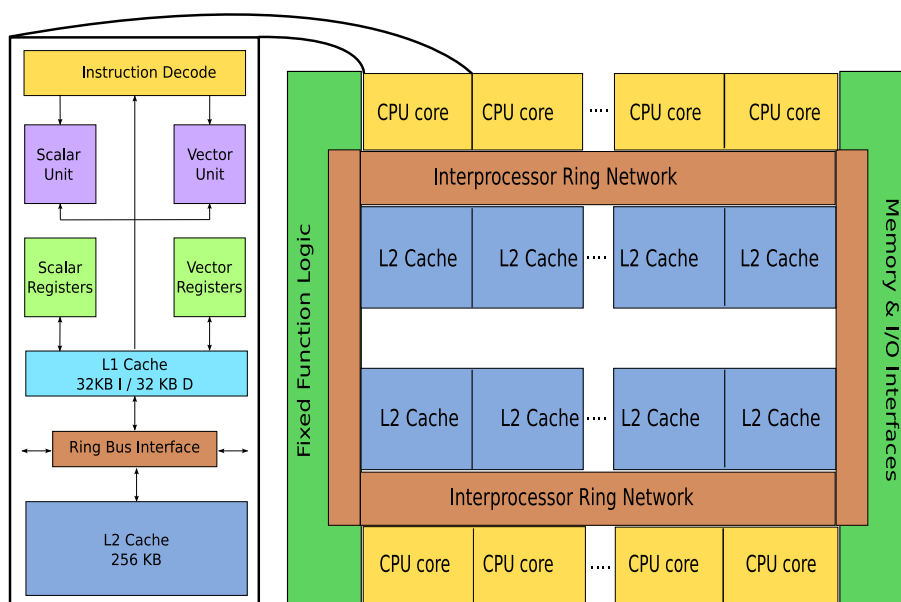 Instruction Decode
Scalar
Unit
Vector
Unit
Scalar
Registers
Vector
Registers
L1 Cache
32KB I / 32 KB D
Ring Bus Interface
L2 Cache
256 KB
Fixed Function Logic
CPU core
CPU core
....
CPU core
CPU core
Interprocessor Ring Network
L2 Cache
L2 Cache
....
L2 Cache
L2 Cache
L2 Cache
L2 Cache
....
L2 Cache
L2 Cache
Interprocessor Ring Network
CPU core
CPU core
....
CPU core
CPU core
Memory & I/O Interfaces